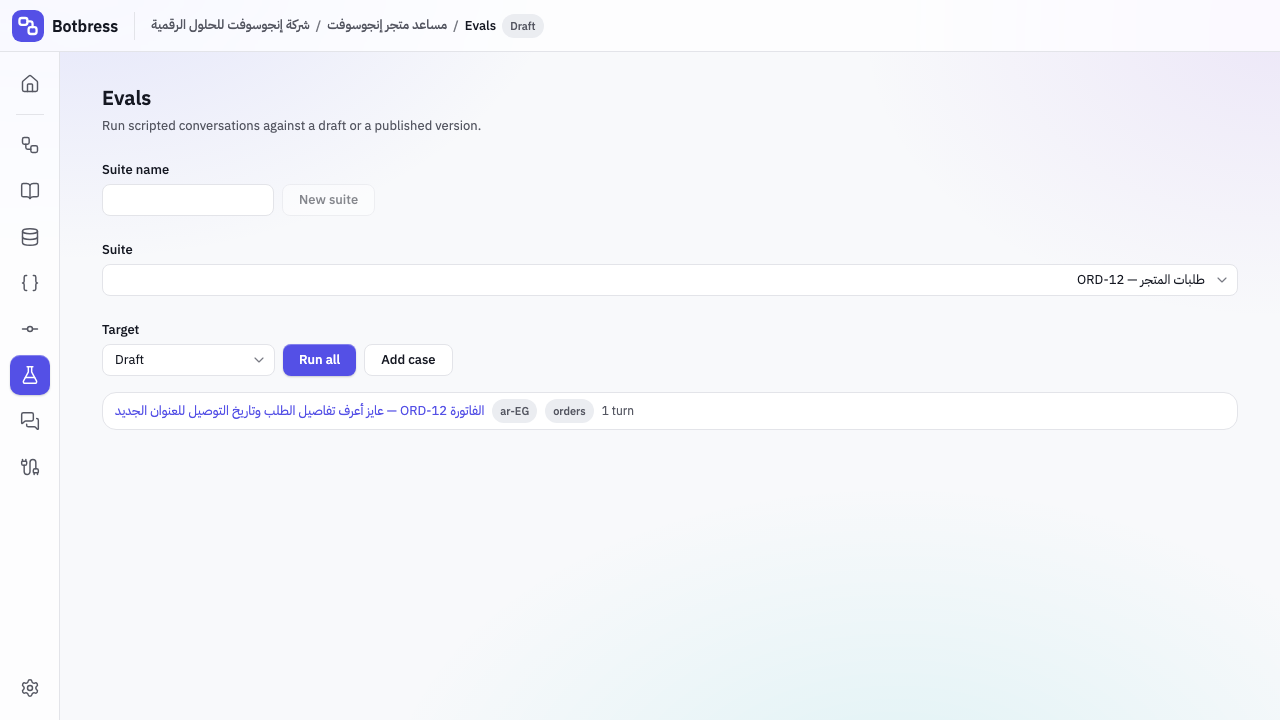 Botbress
شركة إنجوسوفت للحلول الرقمية / مساعد متجر إنجوسوفت / Evals Draft
Evals
Run scripted conversations against a draft or a published version.
Suite name
New suite
Suite
طلبات المتجر — ORD-12
Target
Draft Run all Add case
الفاتورة ORD-12 — عايز أعرف تفاصيل الطلب وتاريخ التوصيل للعنوان الجديد ar-EG orders 1 turn